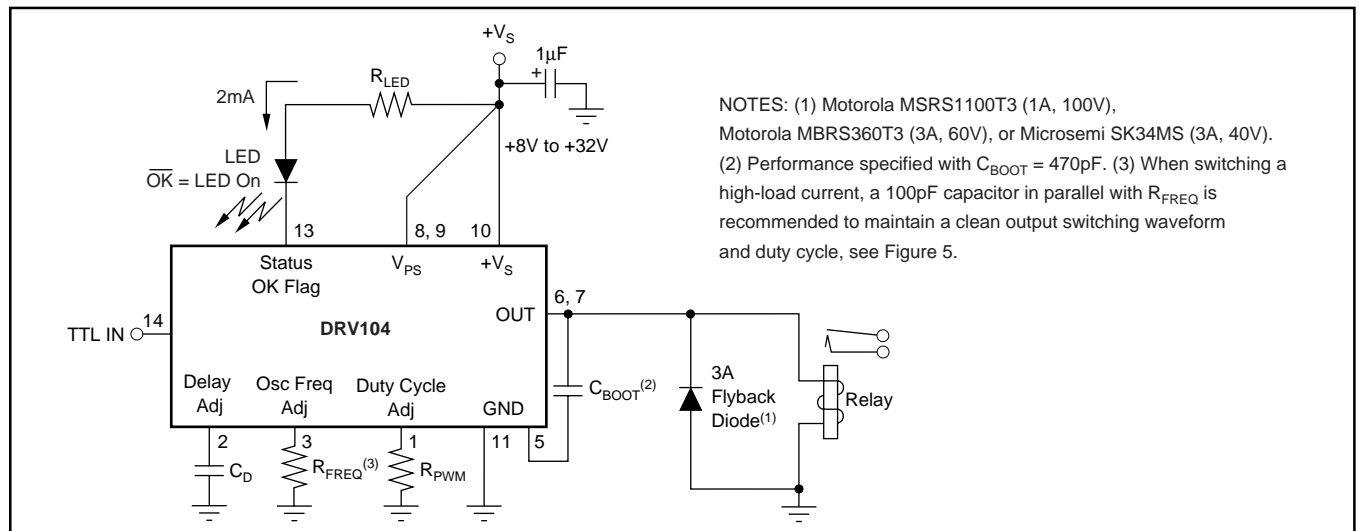 +VS
1µF
+
RLED
2mA
+8V to +32V
LED
OK = LED On
13
8, 9
10
Status
OK Flag
VPS
+VS
6, 7
OUT
14
TTL IN
DRV104
Delay
Adj
Osc Freq
Adj
Duty Cycle
Adj
GND
2
3
1
11
5
CD
RFREQ(3)
RPWM
CBOOT(2)
3A
Flyback
Diode(1)
Relay
NOTES: (1) Motorola MSRS1100T3 (1A, 100V),
Motorola MBRS360T3 (3A, 60V), or Microsemi SK34MS (3A, 40V).
(2) Performance specified with CBOOT = 470pF. (3) When switching a
high-load current, a 100pF capacitor in parallel with RFREQ is
recommended to maintain a clean output switching waveform
and duty cycle, see Figure 5.